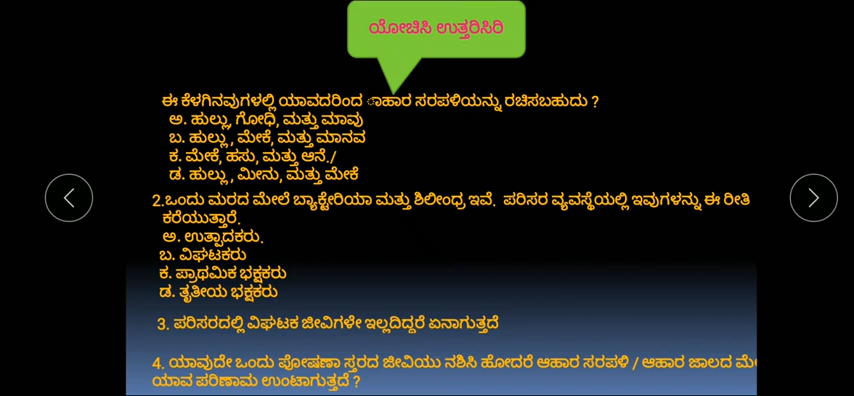 ಯೋಚಿಸಿ ಉತ್ತರಿಸಿರಿ
ಈ ಕೆಳಗಿನವುಗಳಲ್ಲಿ ಯಾವದರಿಂದ ಾಹಾರ ಸರಪಳಿಯನ್ನು ರಚಿಸಬಹುದು ?
ಅ. ಹುಲ್ಲು, ಗೋಧಿ, ಮತ್ತು ಮಾವು
ಬ. ಹುಲ್ಲು , ಮೇಕೆ, ಮತ್ತು ಮಾನವ
ಕ. ಮೇಕೆ, ಹಸು, ಮತ್ತು ಆನೆ./
ಡ. ಹುಲ್ಲು , ಮೀನು, ಮತ್ತು ಮೇಕೆ
2.ಒಂದು ಮರದ ಮೇಲೆ ಬ್ಯಾಕ್ಟೇರಿಯಾ ಮತ್ತು ಶಿಲೀಂಧ್ರ ಇವೆ. ಪರಿಸರ ವ್ಯವಸ್ಥೆಯಲ್ಲಿ ಇವುಗಳನ್ನು ಈ ರೀತಿ
ಕರೆಯುತ್ತಾರೆ.
ಅ. ಉತ್ಪಾದಕರು.
ಬ. ವಿಘಟಕರು
ಕ. ಪ್ರಾಥಮಿಕ ಭಕ್ಷಕರು
ಡ. ತೃತೀಯ ಭಕ್ಷಕರು
3. ಪರಿಸರದಲ್ಲಿ ವಿಘಟಕ ಜೀವಿಗಳೇ ಇಲ್ಲದಿದ್ದರೆ ಏನಾಗುತ್ತದೆ
4. ಯಾವುದೇ ಒಂದು ಪೋಷಣಾ ಸ್ತರದ ಜೀವಿಯು ನಶಿಸಿ ಹೋದರೆ ಆಹಾರ ಸರಪಳಿ / ಆಹಾರ ಜಾಲದ
ಯಾವ ಪರಿಣಾಮ ಉಂಟಾಗುತ್ತದೆ ?